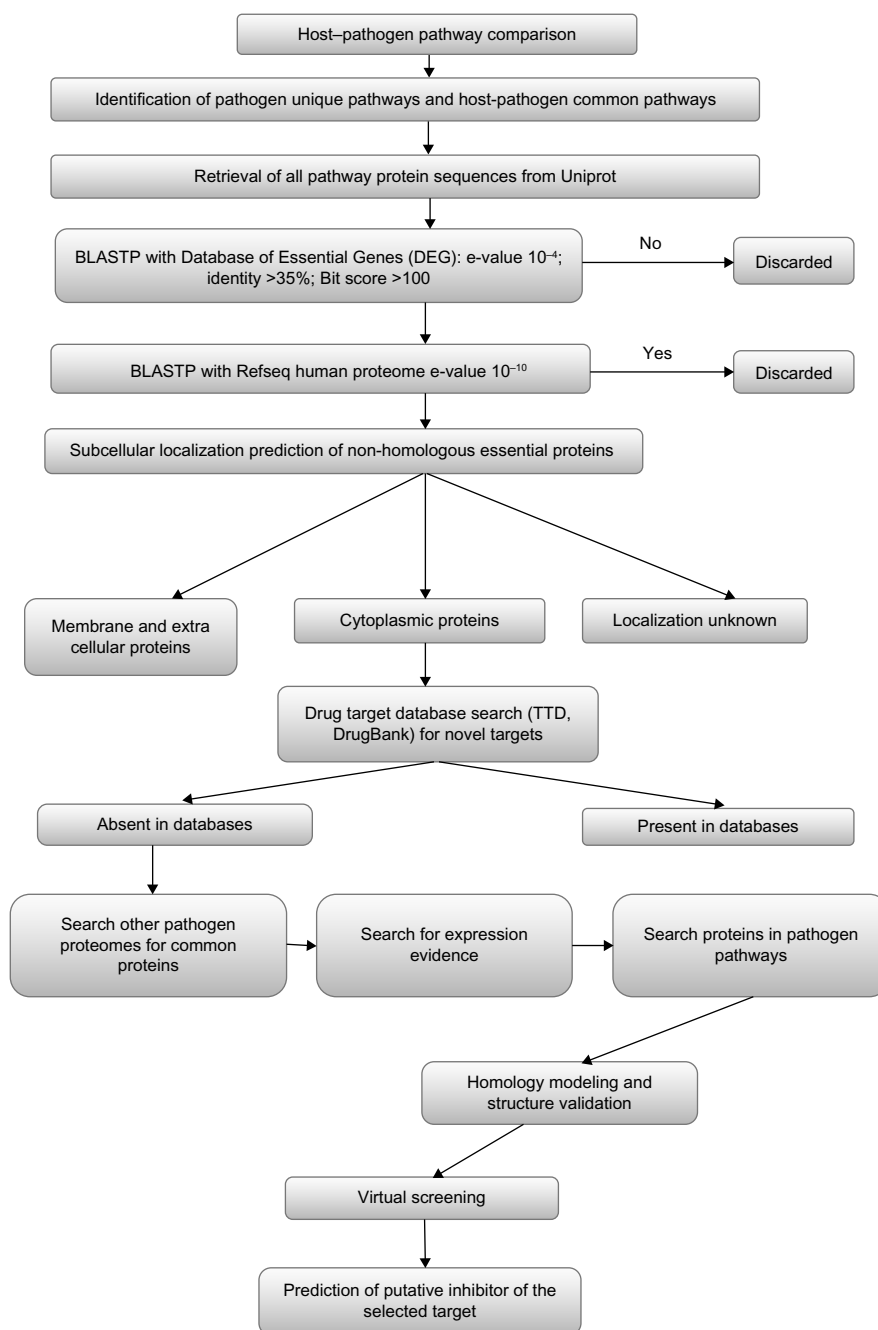 Host–pathogen pathway comparison
Identification of pathogen unique pathways and host-pathogen common pathways
Retrieval of all pathway protein sequences from Uniprot
BLASTP with Database of Essential Genes (DEG): e-value 10⁻⁴;
identity >35%; Bit score >100
No
Discarded
BLASTP with Refseq human proteome e-value 10⁻¹⁰
Yes
Discarded
Subcellular localization prediction of non-homologous essential proteins
Membrane and extra
cellular proteins
Cytoplasmic proteins
Localization unknown
Drug target database search (TTD,
DrugBank) for novel targets
Absent in databases
Present in databases
Search other pathogen
proteomes for common
proteins
Search for expression
evidence
Search proteins in pathogen
pathways
Homology modeling and
structure validation
Virtual screening
Prediction of putative inhibitor of the
selected target